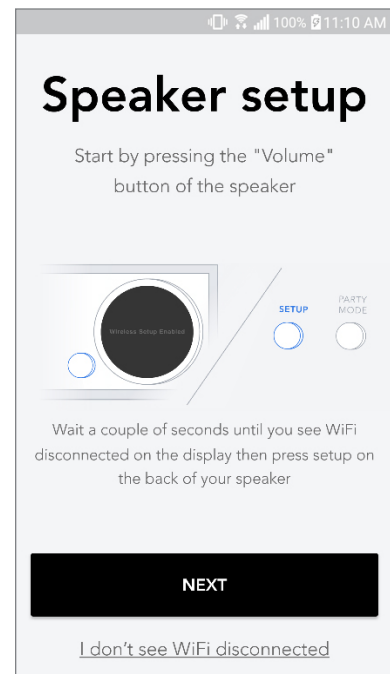 100% 11:10 AM
Speaker setup
Start by pressing the "Volume"
button of the speaker
Wireless Setup Enabled
SETUP
PARTY
MODE
Wait a couple of seconds until you see WiFi
disconnected on the display then press setup on
the back of your speaker
NEXT
I don't see WiFi disconnected